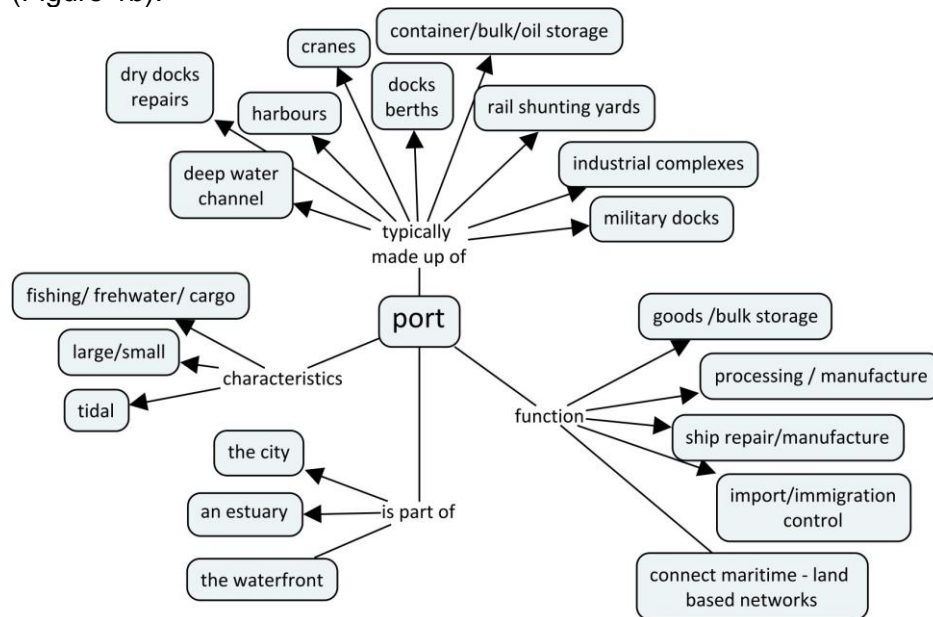 (Figure 1b).
container/bulk/oil storage
cranes
dry docks
repairs
docks
berths
harbours
rail shunting yards
deep water
channel
industrial complexes
military docks
typically
made up of
fishing/ frehwater/ cargo
port
goods /bulk storage
large/small
characteristics
processing / manufacture
tidal
function
ship repair/manufacture
the city
import/immigration
control
an estuary
is part of
the waterfront
connect maritime - land
based networks